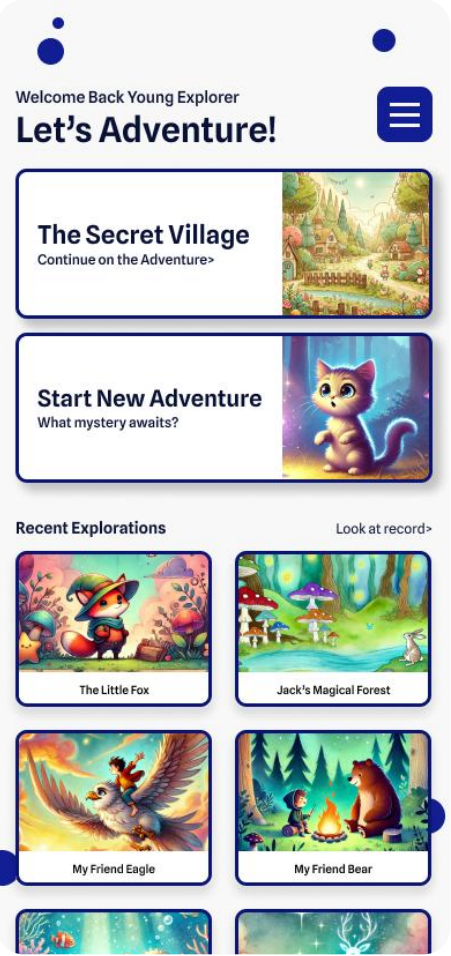 Welcome Back Young Explorer
Let's Adventure!
The Secret Village
Continue on the Adventure>
Start New Adventure
What mystery awaits?
Recent Explorations
Look at record>
The Little Fox
Jack's Magical Forest
My Friend Eagle
My Friend Bear